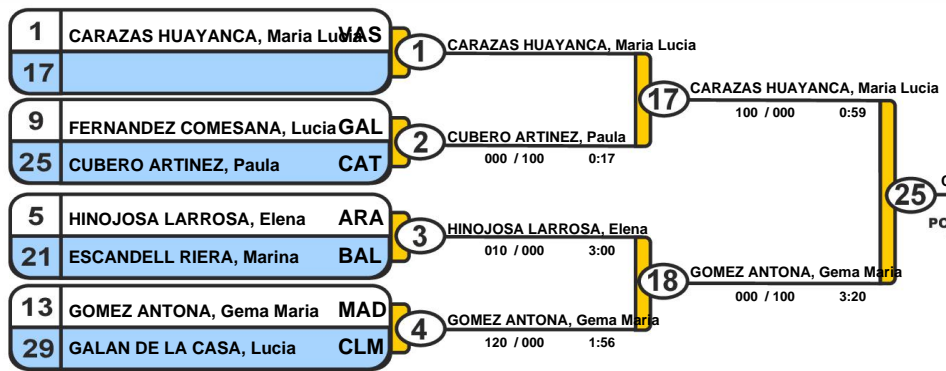 1 CARAZAS HUAYANCA, Maria Lucia VAS
17
1
CARAZAS HUAYANCA, Maria Lucia
9 FERNANDEZ COMESANA, Lucia GAL
25 CUBERO ARTINEZ, Paula CAT
2
CUBERO ARTINEZ, Paula
000 / 100 0:17
17
CARAZAS HUAYANCA, Maria Lucia
100 / 000 0:59
5 HINOJOSA LARROSA, Elena ARA
21 ESCANDELL RIERA, Marina BAL
3
HINOJOSA LARROSA, Elena
010 / 000 3:00
13 GOMEZ ANTONA, Gema Maria MAD
29 GALAN DE LA CASA, Lucia CLM
4
GOMEZ ANTONA, Gema Maria
120 / 000 1:56
18
GOMEZ ANTONA, Gema Maria
000 / 100 3:20
25